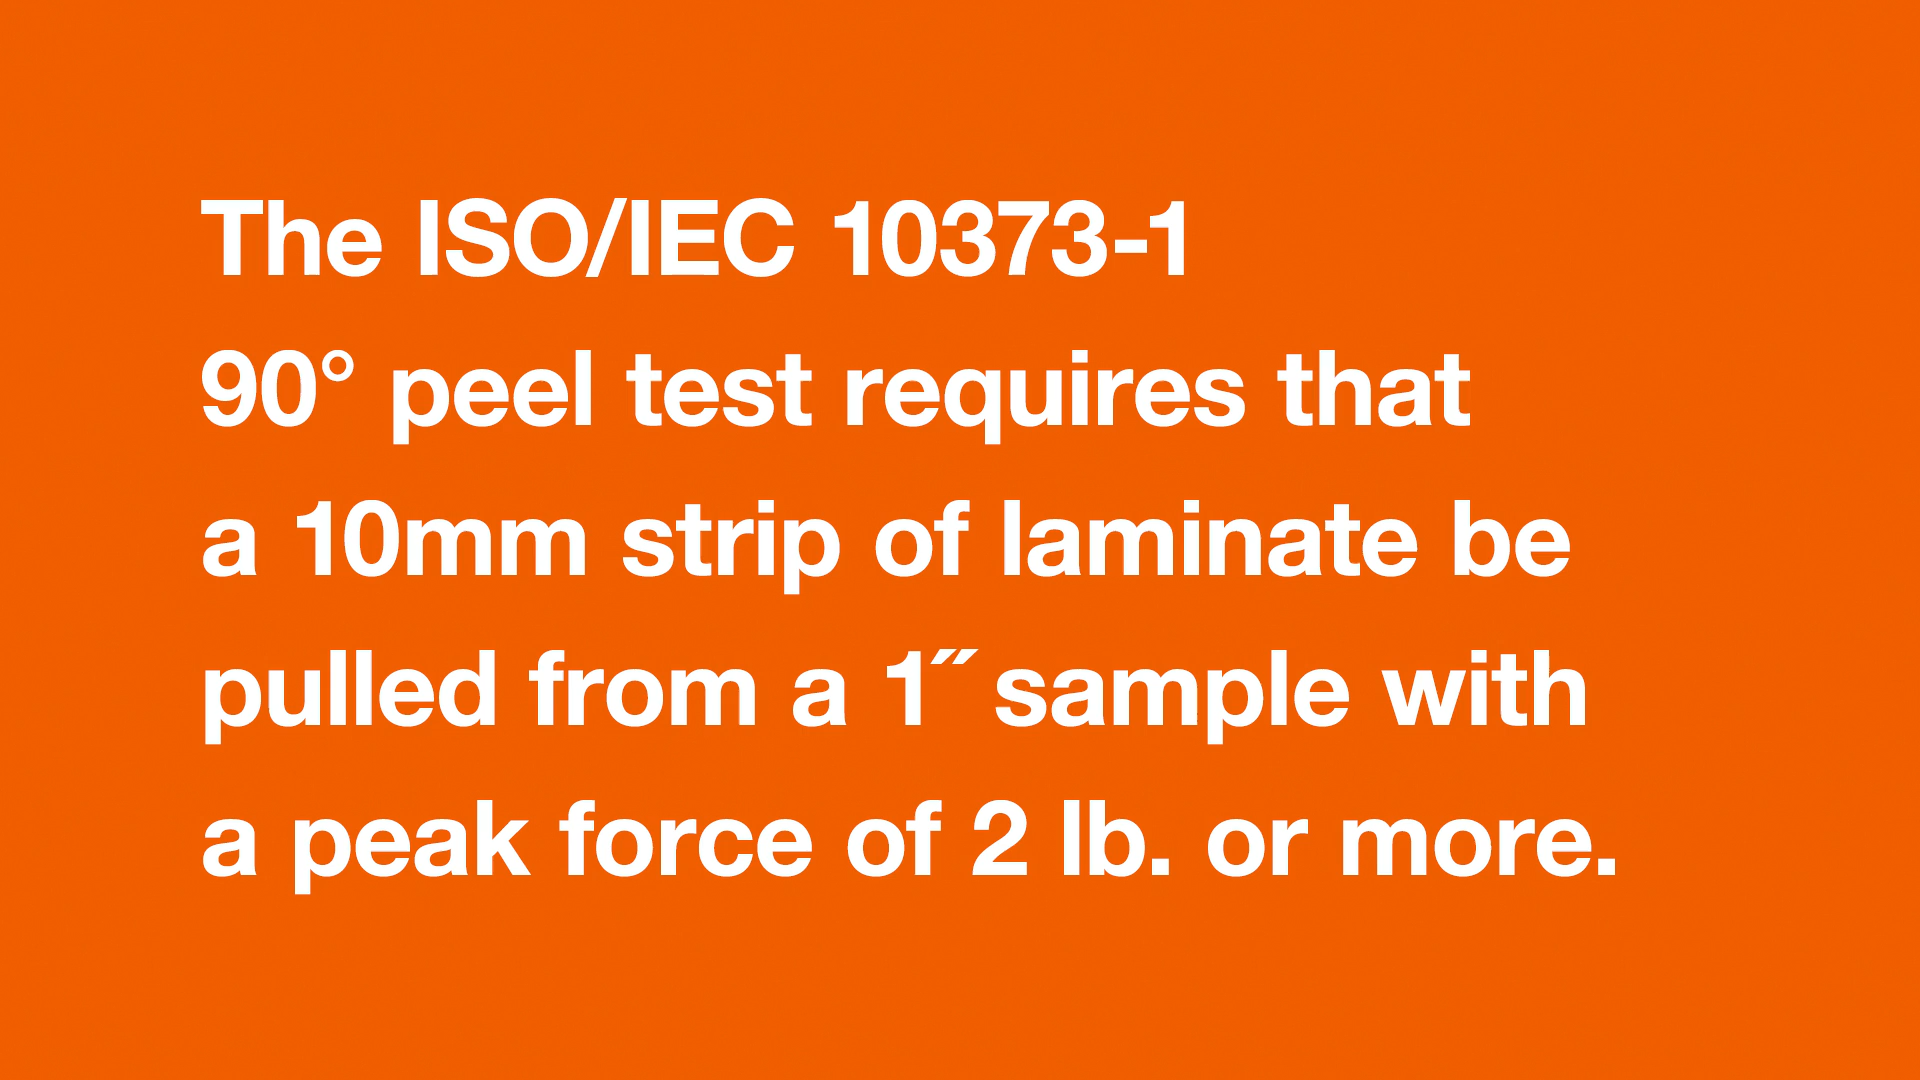 The ISO/IEC 10373-1
90° peel test requires that
a 10mm strip of laminate be
pulled from a 1˝ sample with
a peak force of 2 lb. or more.